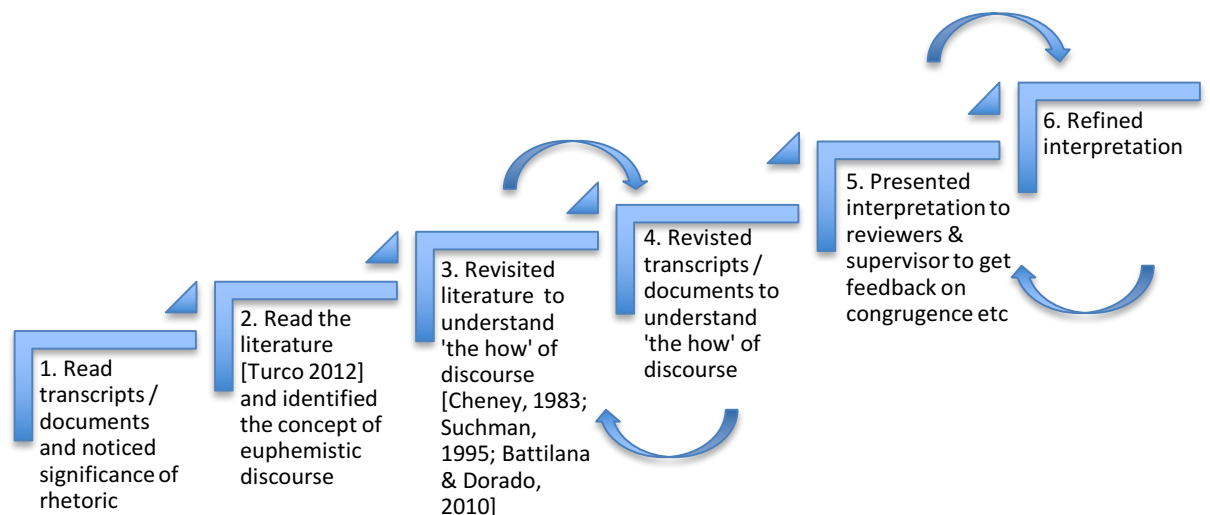 1. Read
transcripts /
documents
and noticed
significance of
rhetoric
2. Read the
literature
[Turco 2012]
and identified
the concept of
euphemistic
discourse
3. Revisited
literature to
understand
'the how' of
discourse
[Cheney, 1983;
Suchman,
1995; Battilana
& Dorado,
2010]
4. Revisted
transcripts /
documents to
understand
'the how' of
discourse
5. Presented
interpretation to
reviewers &
supervisor to get
feedback on
congrugence etc
6. Refined
interpretation